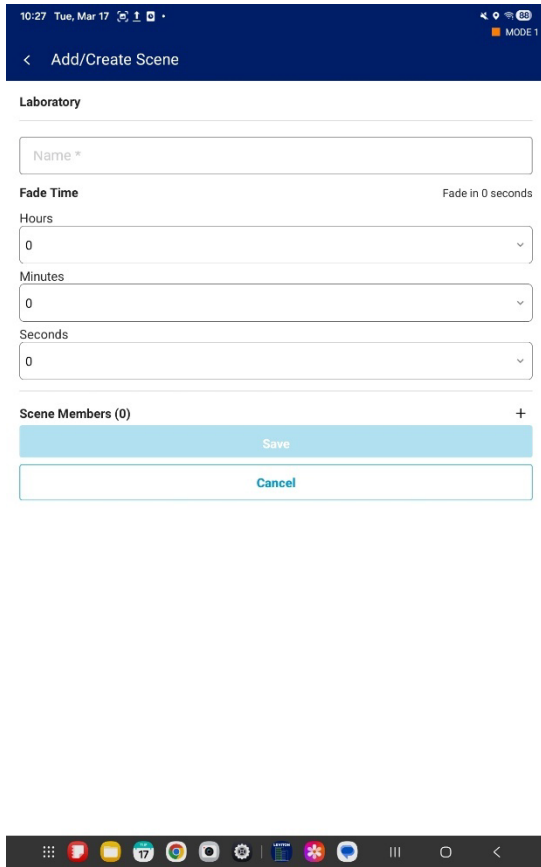 10:27 Tue, Mar 17
88
MODE 1
Add/Create Scene
Laboratory
Name *
Fade Time
Fade in 0 seconds
Hours
0
Minutes
0
Seconds
0
Scene Members (0)
Save
Cancel
17